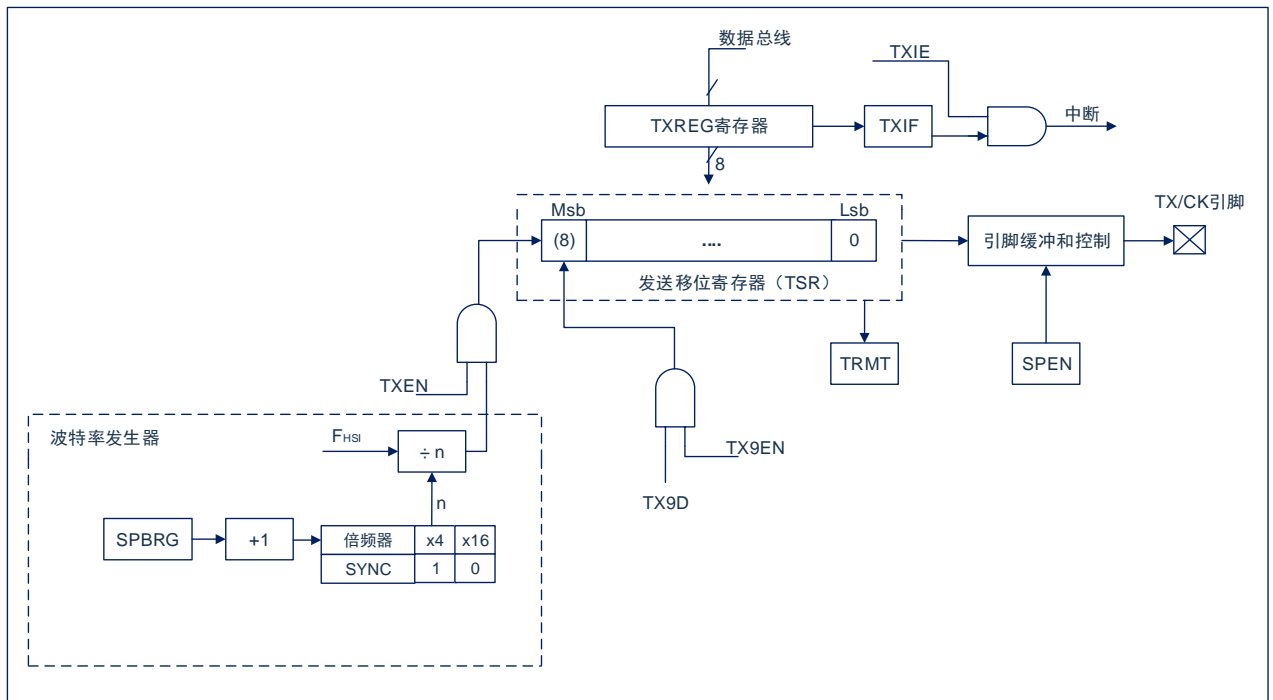 数据总线
TXIE
TXREG寄存器
TXIF
中断
8
Msb
Lsb
TX/CK引脚
(8)
....
0
引脚缓冲和控制
发送移位寄存器（TSR）
TRMT
SPEN
TXEN
波特率发生器
FHSI
÷n
TX9EN
n
TX9D
SPBRG
+1
倍频器 x4 x16
SYNC 1 0